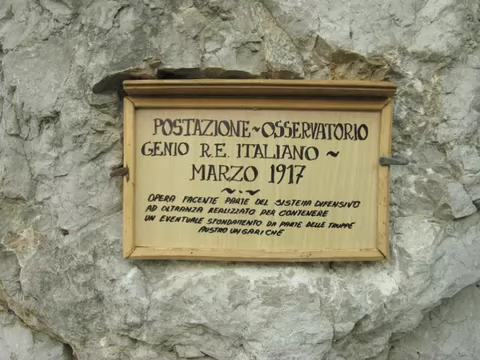 POSTAZIONE~OSSERVATORIO
GENIO R.E. ITALIANO ~
MARZO 1917
~·~
OPERA FACENTE PARTE DEL SISTEMA DIFENSIVO
AD OLTRANZA REALIZZATO PER CONTENERE
UN EVENTUALE SFONDAMENTO DA PARTE DELLE TRUPPE
AUSTRO UNGARICHE